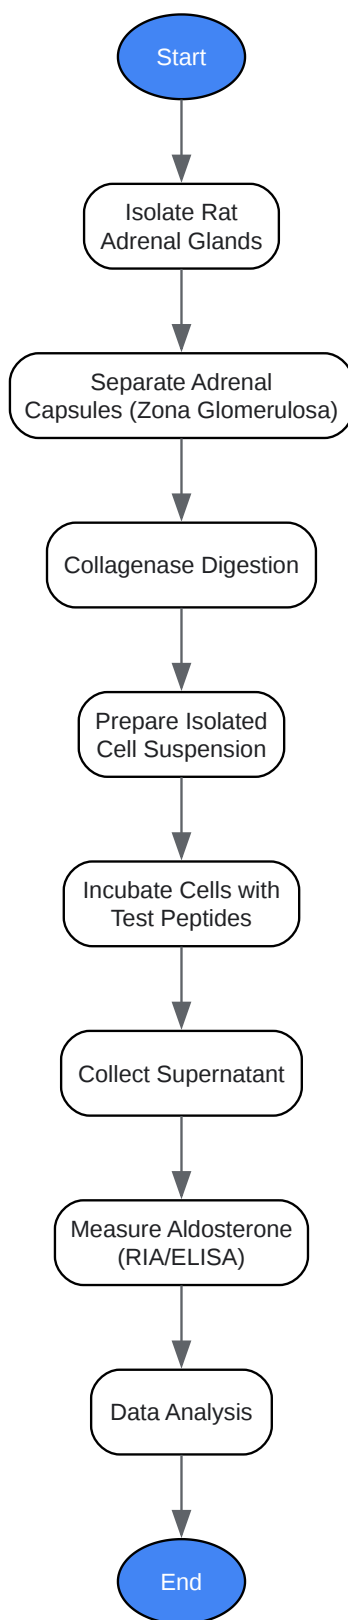 Start
Isolate Rat
Adrenal Glands
Separate Adrenal
Capsules (Zona Glomerulosa)
Collagenase Digestion
Prepare Isolated
Cell Suspension
Incubate Cells with
Test Peptides
Collect Supernatant
Measure Aldosterone
(RIA/ELISA)
Data Analysis
End